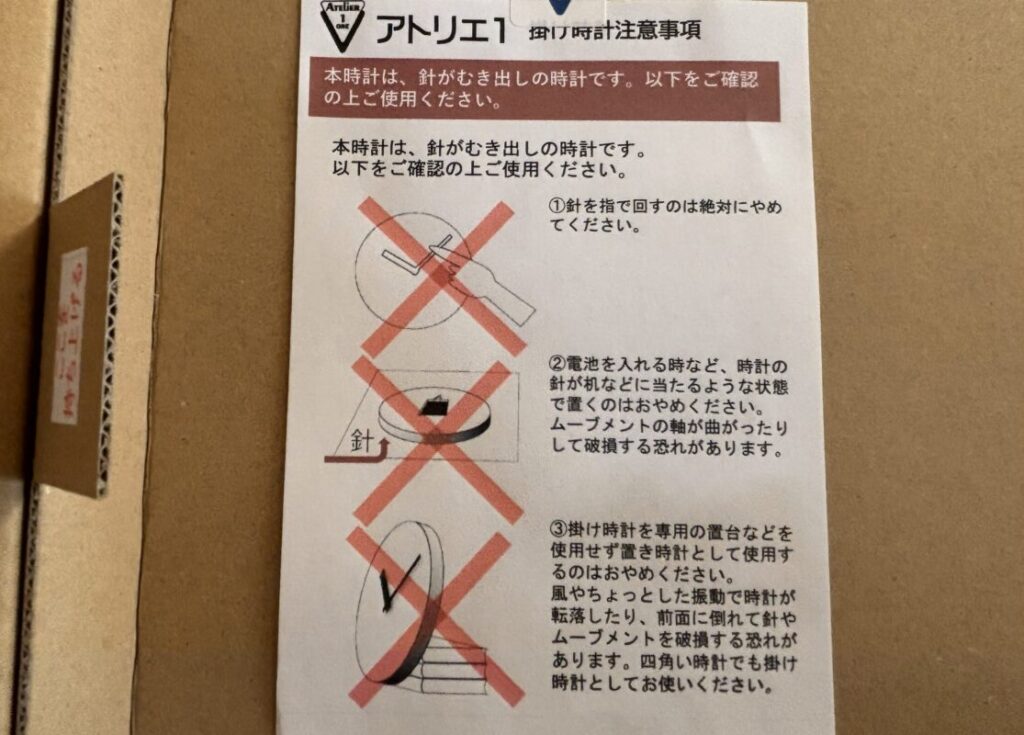 ATELIER
1
ONE
アトリエ1 掛け時計注意事項
本時計は、針がむき出しの時計です。以下をご確認
の上ご使用ください。
本時計は、針がむき出しの時計です。
以下をご確認の上ご使用ください。
①針を指で回すのは絶対にやめ
てください。
②電池を入れる時など、時計の
針が机などに当たるような状態
で置くのはおやめください。
ムーブメントの軸が曲がったり
して破損する恐れがあります。
針
③掛け時計を専用の置台などを
使用せず置き時計として使用す
るのはおやめください。
風やちょっとした振動で時計が
転落したり、前面に倒れて針や
ムーブメントを破損する恐れが
あります。四角い時計でも掛け
時計としてお使いください。
ここを
持ち上げる